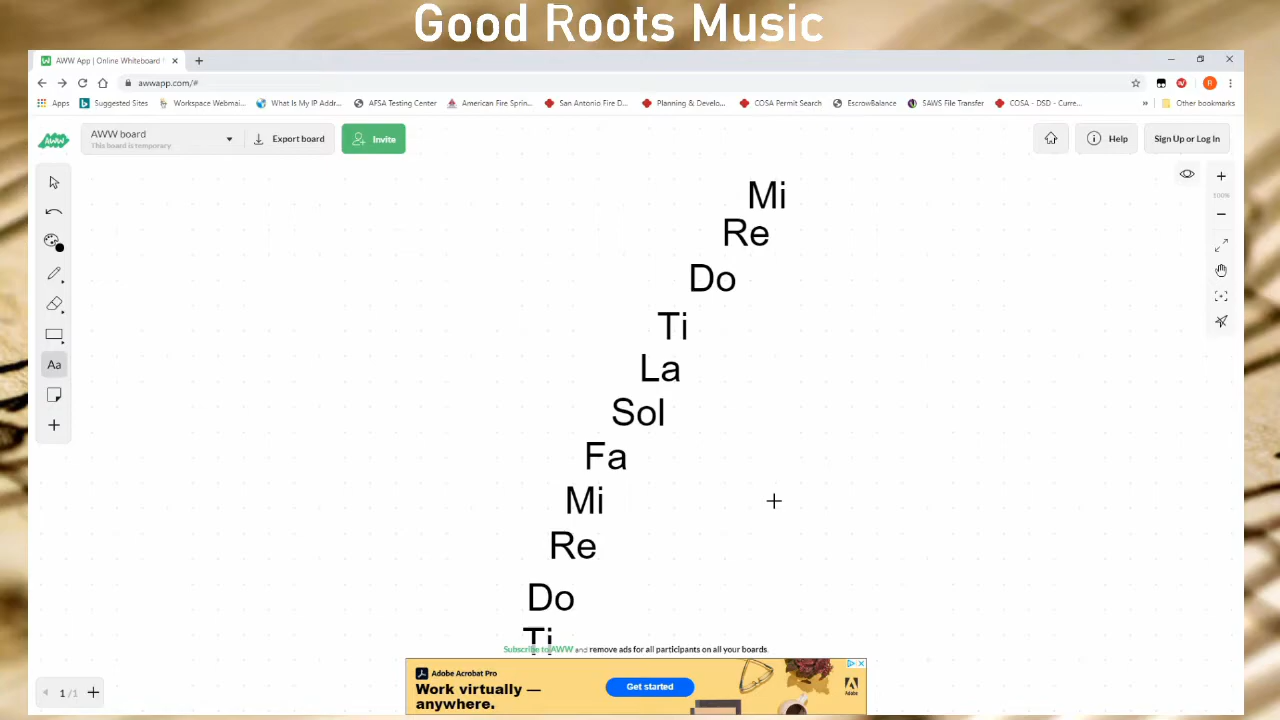 Good Roots Music
AWW App | Online Whiteboard
awwapp.com/#
Apps Suggested Sites Workspace Webmai... What Is My IP Addr... AFSA Testing Center American Fire Sprin... San Antonio Fire D... Planning & Develo... COSA Permit Search EscrowBalance SAWS File Transfer COSA - DSD - Curre... » Other bookmarks
AWW board
This board is temporary
Export board
Invite
Help
Sign Up or Log In
100%
Aa
Mi
Re
Do
Ti
La
Sol
Fa
Mi
Re
Do
Ti
Subscribe to AWW and remove ads for all participants on all your boards.
Adobe Acrobat Pro
Work virtually —
anywhere.
Get started
Adobe
1 / 1